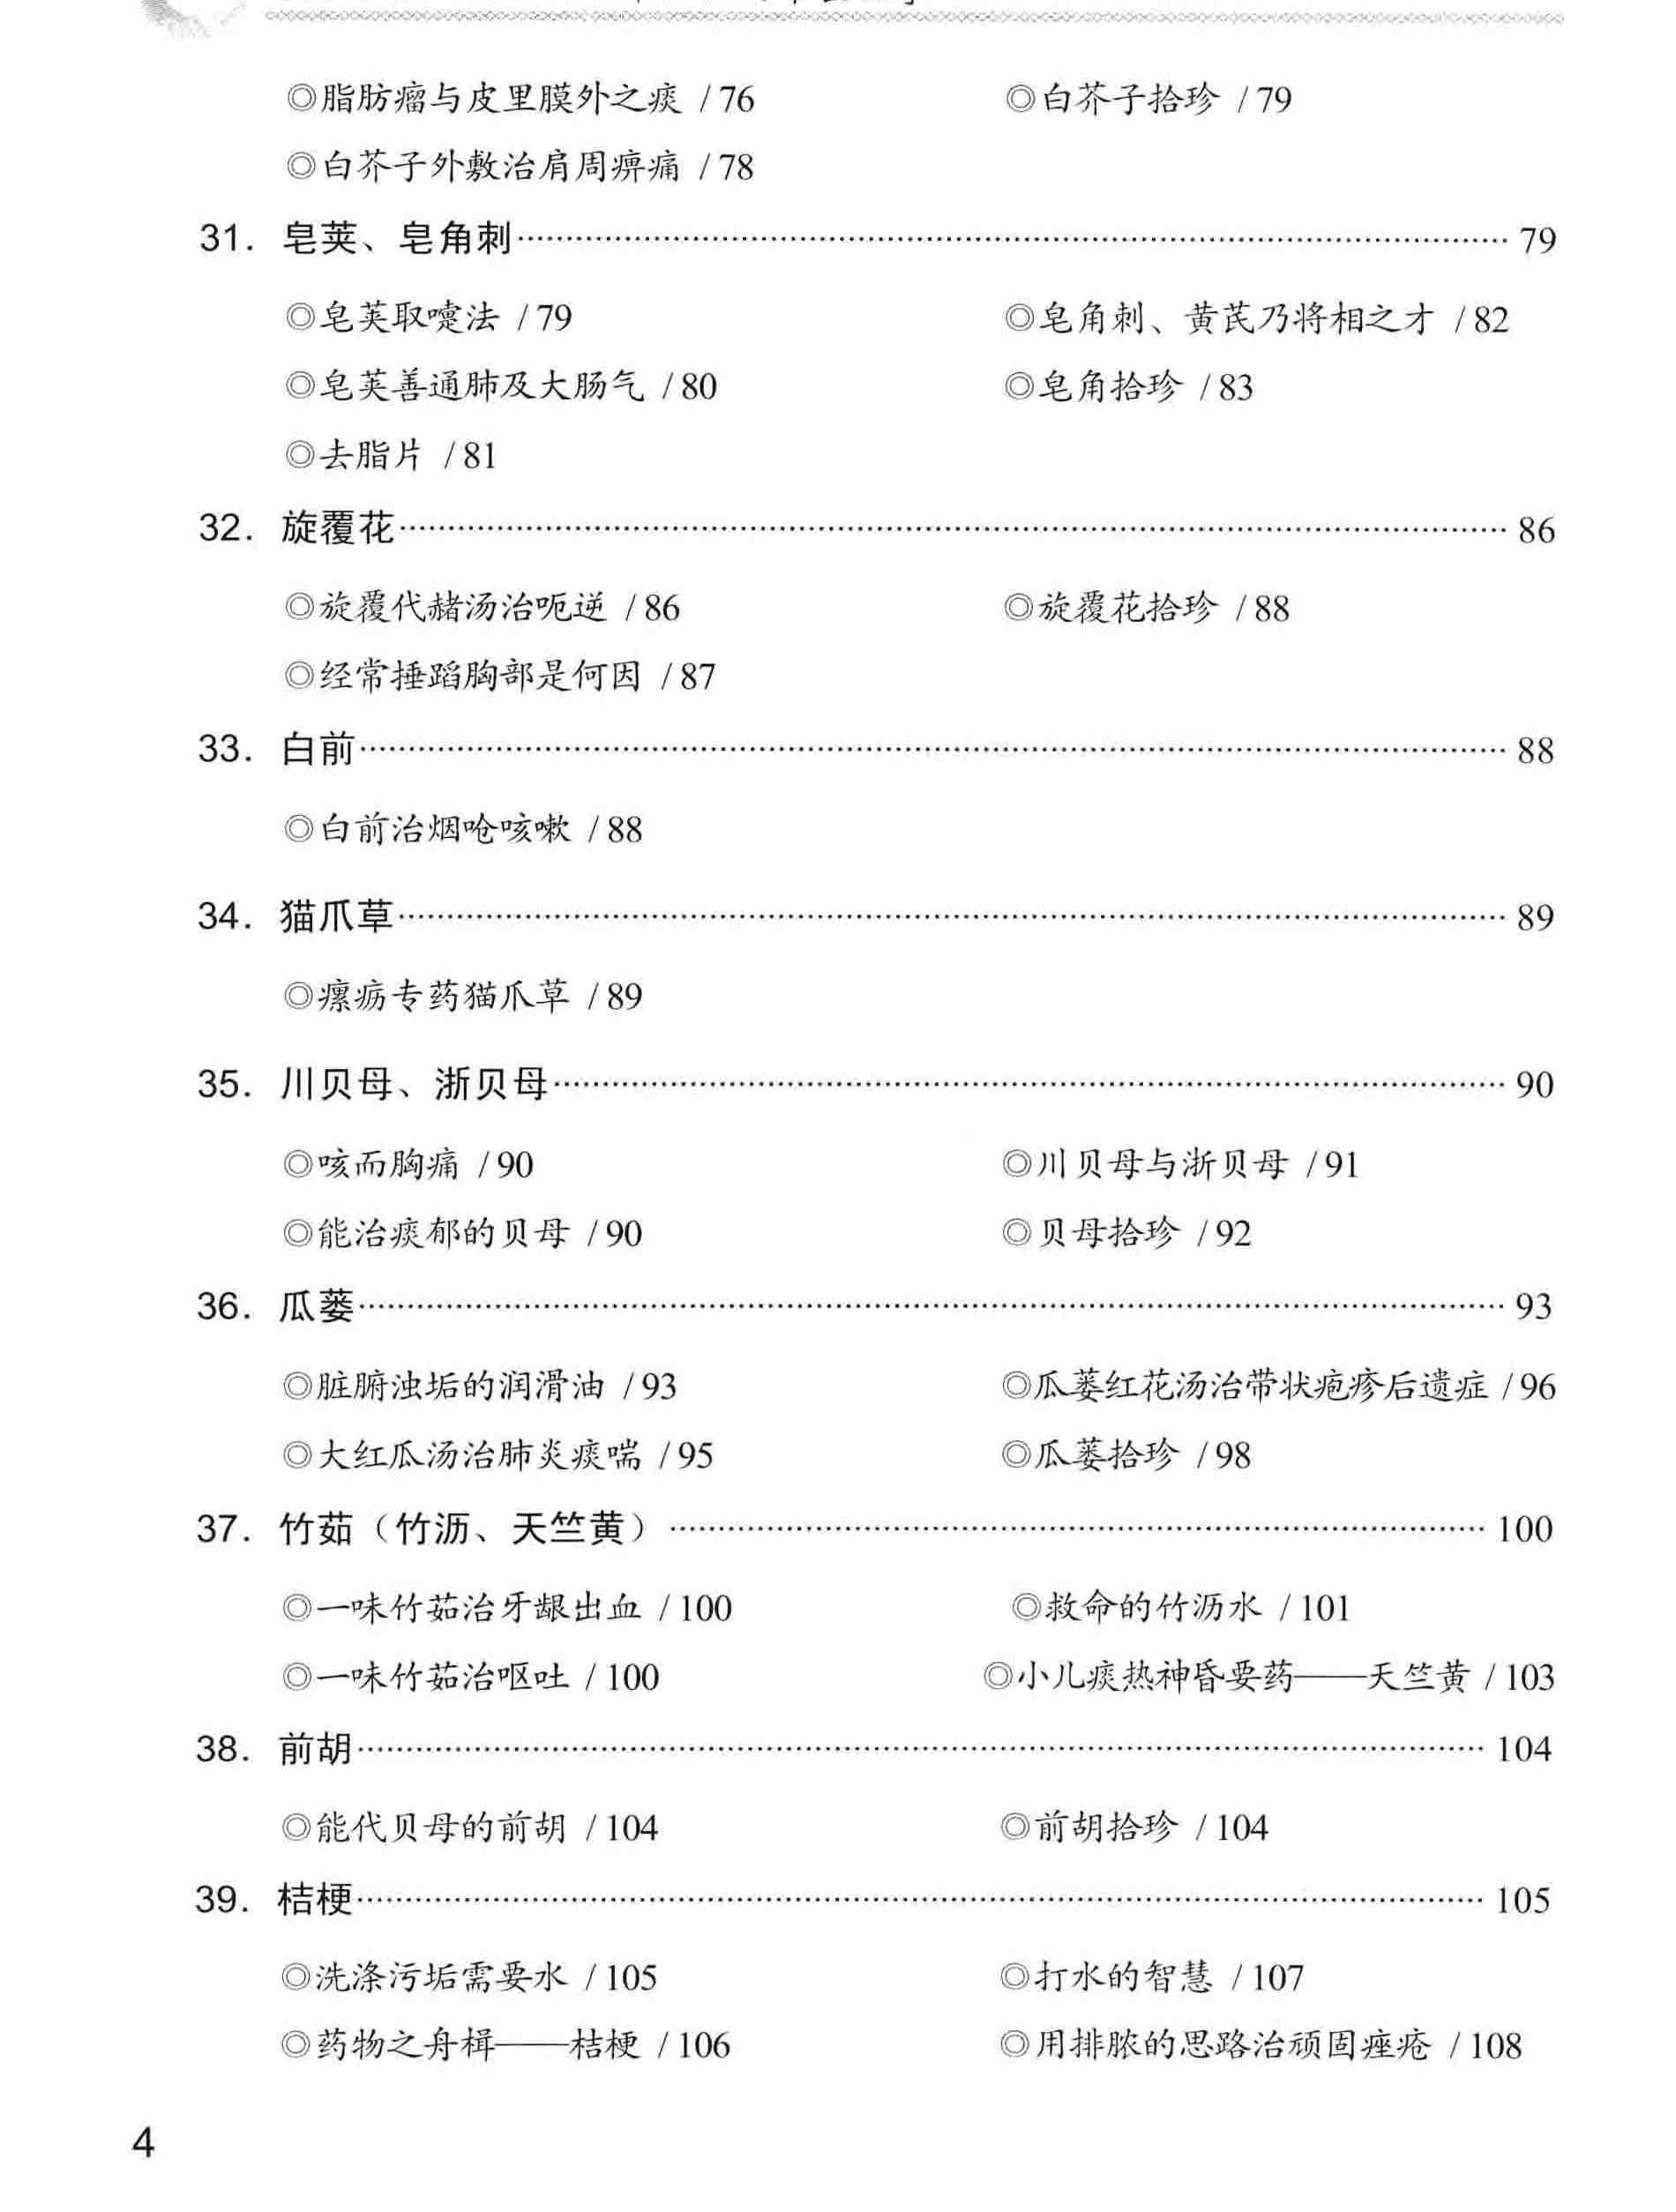 ◎脂肪瘤与皮里膜外之痰 /76 ◎白芥子拾珍 /79
◎白芥子外敷治肩周痹痛 /78
31. 皂荚、皂角刺…………79
◎皂荚取嚏法 /79 ◎皂角刺、黄芪乃将相之才 /82
◎皂荚善通肺及大肠气 /80 ◎皂角拾珍 /83
◎去脂片 /81
32. 旋覆花…………86
◎旋覆代赭汤治呃逆 /86 ◎旋覆花拾珍 /88
◎经常捶蹈胸部是何因 /87
33. 白前…………88
◎白前治烟呛咳嗽 /88
34. 猫爪草…………89
◎瘰疬专药猫爪草 /89
35. 川贝母、浙贝母…………90
◎咳而胸痛 /90 ◎川贝母与浙贝母 /91
◎能治痰郁的贝母 /90 ◎贝母拾珍 /92
36. 瓜蒌…………93
◎脏腑浊垢的润滑油 /93 ◎瓜蒌红花汤治带状疱疹后遗症 /96
◎大红瓜汤治肺炎痰喘 /95 ◎瓜蒌拾珍 /98
37. 竹茹（竹沥、天竺黄）…………100
◎一味竹茹治牙龈出血 /100 ◎救命的竹沥水 /101
◎一味竹茹治呕吐 /100 ◎小儿痰热神昏要药——天竺黄 /103
38. 前胡…………104
◎能代贝母的前胡 /104 ◎前胡拾珍 /104
39. 桔梗…………105
◎洗涤污垢需要水 /105 ◎打水的智慧 /107
◎药物之舟楫——桔梗 /106 ◎用排脓的思路治顽固痤疮 /108
4